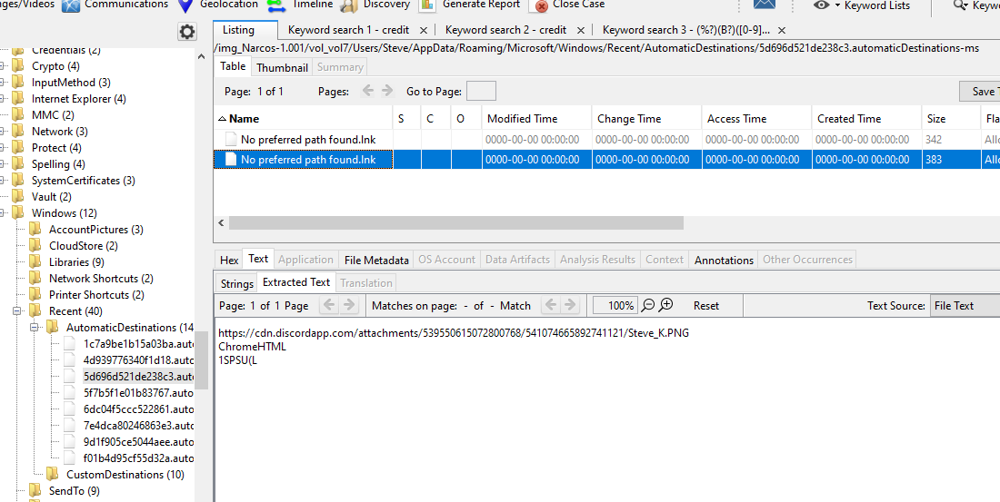 ges/Videos Communications Geolocation Timeline Discovery Generate Report Close Case Keyword Lists Keyw
Listing Keyword search 1 - credit Keyword search 2 - credit Keyword search 3 - (%?)(B?)([0-9]...
/img_Narcos-1.001/vol_vol7/Users/Steve/AppData/Roaming/Microsoft/Windows/Recent/AutomaticDestinations/5d696d521de238c3.automaticDestinations-ms
Table Thumbnail Summary
Page: 1 of 1 Pages: Go to Page: Save T
Name S C O Modified Time Change Time Access Time Created Time Size Fla
No preferred path found.lnk 0000-00-00 00:00:00 0000-00-00 00:00:00 0000-00-00 00:00:00 0000-00-00 00:00:00 342 Allo
No preferred path found.lnk 0000-00-00 00:00:00 0000-00-00 00:00:00 0000-00-00 00:00:00 0000-00-00 00:00:00 383 Allo
Credentials (2)
Crypto (4)
InputMethod (3)
Internet Explorer (4)
MMC (2)
Network (3)
Protect (4)
Spelling (4)
SystemCertificates (3)
Vault (2)
Windows (12)
AccountPictures (3)
CloudStore (2)
Libraries (9)
Network Shortcuts (2)
Printer Shortcuts (2)
Recent (40)
AutomaticDestinations (14
1c7a9be1b15a03ba.auto
4d939776340f1d18.auto
5d696d521de238c3.auto
5f7b5f1e01b83767.auto
6dc04f5ccc522861.auto
7e4dca80246863e3.auto
9d1f905ce5044aee.auto
f01b4d95cf55d32a.auto
CustomDestinations (10)
SendTo (9)
Hex Text Application File Metadata OS Account Data Artifacts Analysis Results Context Annotations Other Occurrences
Strings Extracted Text Translation
Page: 1 of 1 Page Matches on page: - of - Match 100% Reset Text Source: File Text
https://cdn.discordapp.com/attachments/539550615072800768/541074665892741121/Steve_K.PNG
ChromeHTML
1SPSU(L